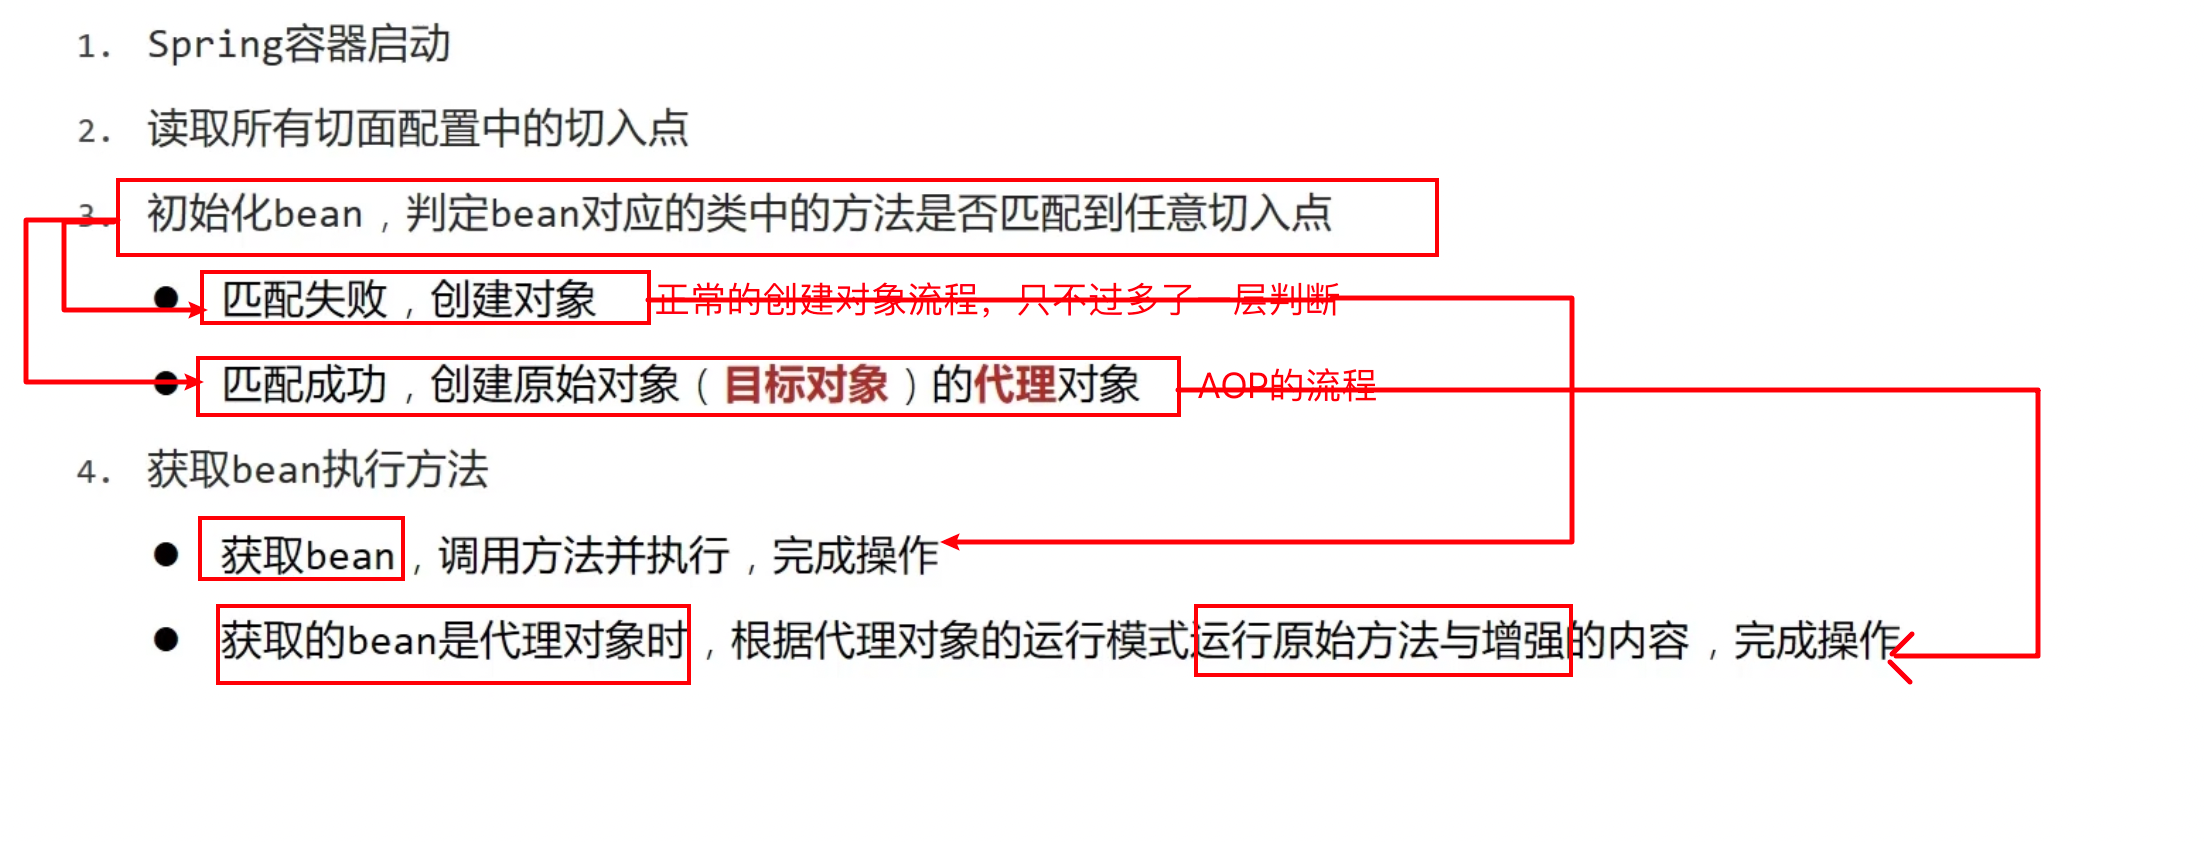 1. Spring容器启动
2. 读取所有切面配置中的切入点
3. 初始化bean，判定bean对应的类中的方法是否匹配到任意切入点
● 匹配失败，创建对象 正常的创建对象流程，只不过多了一层判断
● 匹配成功，创建原始对象（目标对象）的代理对象 AOP的流程
4. 获取bean执行方法
● 获取bean，调用方法并执行，完成操作
● 获取的bean是代理对象时，根据代理对象的运行模式运行原始方法与增强的内容，完成操作